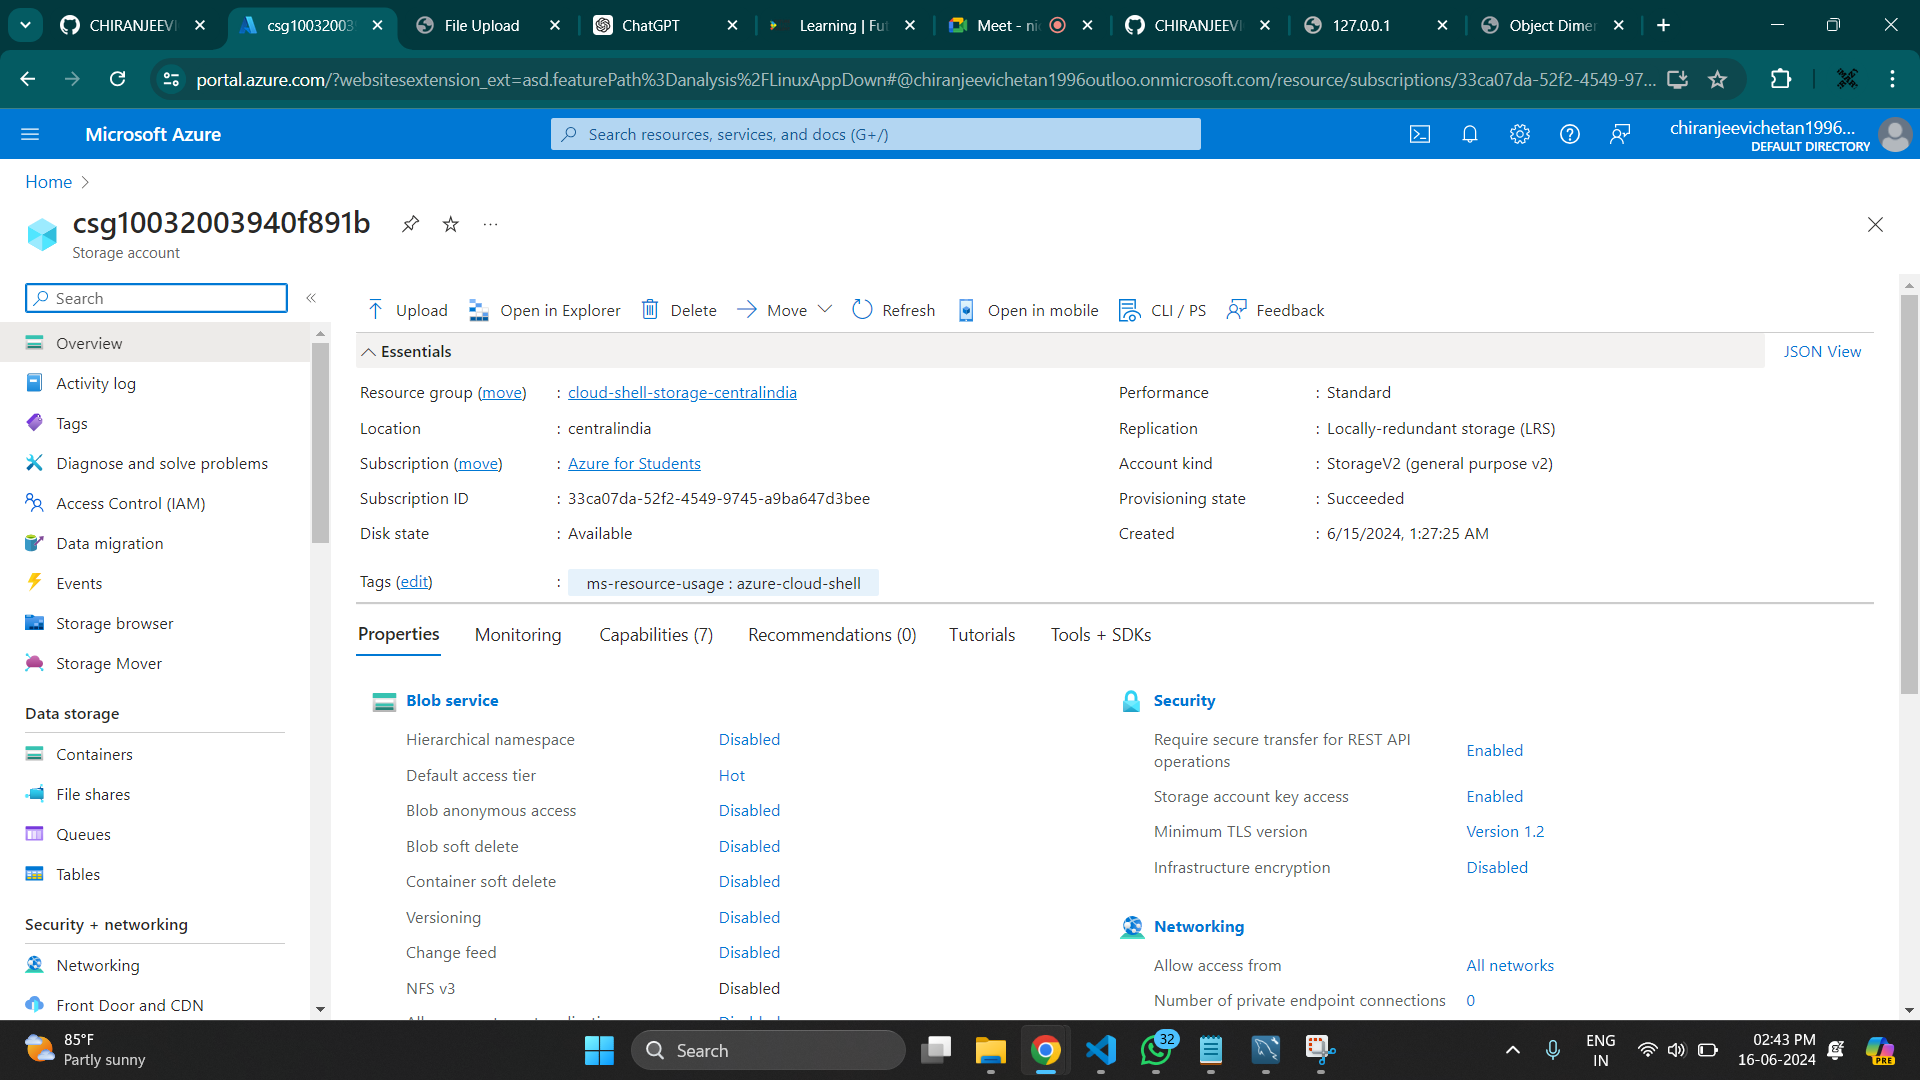 CHIRANJEEVI
csg10032003
File Upload
ChatGPT
Learning | Fut
Meet - nic
CHIRANJEEVI
127.0.0.1
Object Dimen
portal.azure.com/?websitesextension_ext=asd.featurePath%3Danalysis%2FLinuxAppDown#@chiranjeevichetan1996outloo.onmicrosoft.com/resource/subscriptions/33ca07da-52f2-4549-97...
Microsoft Azure
Search resources, services, and docs (G+/)
chiranjeevichetan1996...
DEFAULT DIRECTORY
Home
csg10032003940f891b
...
Storage account
Search
Overview
Activity log
Tags
Diagnose and solve problems
Access Control (IAM)
Data migration
Events
Storage browser
Storage Mover
Data storage
Containers
File shares
Queues
Tables
Security + networking
Networking
Front Door and CDN
Upload
Open in Explorer
Delete
Move
Refresh
Open in mobile
CLI / PS
Feedback
Essentials
JSON View
Resource group (move) : cloud-shell-storage-centralindia
Location : centralindia
Subscription (move) : Azure for Students
Subscription ID : 33ca07da-52f2-4549-9745-a9ba647d3bee
Disk state : Available
Tags (edit) : ms-resource-usage : azure-cloud-shell
Performance : Standard
Replication : Locally-redundant storage (LRS)
Account kind : StorageV2 (general purpose v2)
Provisioning state : Succeeded
Created : 6/15/2024, 1:27:25 AM
Properties
Monitoring
Capabilities (7)
Recommendations (0)
Tutorials
Tools + SDKs
Blob service
Hierarchical namespace Disabled
Default access tier Hot
Blob anonymous access Disabled
Blob soft delete Disabled
Container soft delete Disabled
Versioning Disabled
Change feed Disabled
NFS v3 Disabled
Security
Require secure transfer for REST API
operations Enabled
Storage account key access Enabled
Minimum TLS version Version 1.2
Infrastructure encryption Disabled
Networking
Allow access from All networks
Number of private endpoint connections 0
85°F
Partly sunny
Search
32
ENG
IN
02:43 PM
16-06-2024
PRE